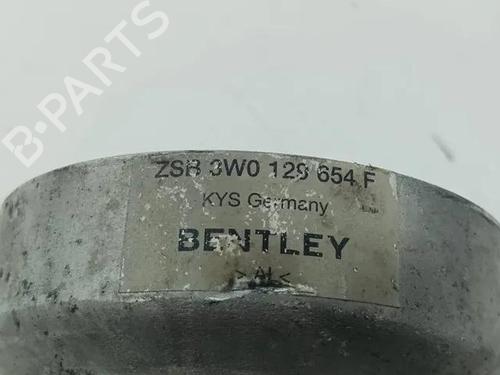 B-PARTS
ZSB 3W0 129 654 F
KYS Germany
BENTLEY
>AL<